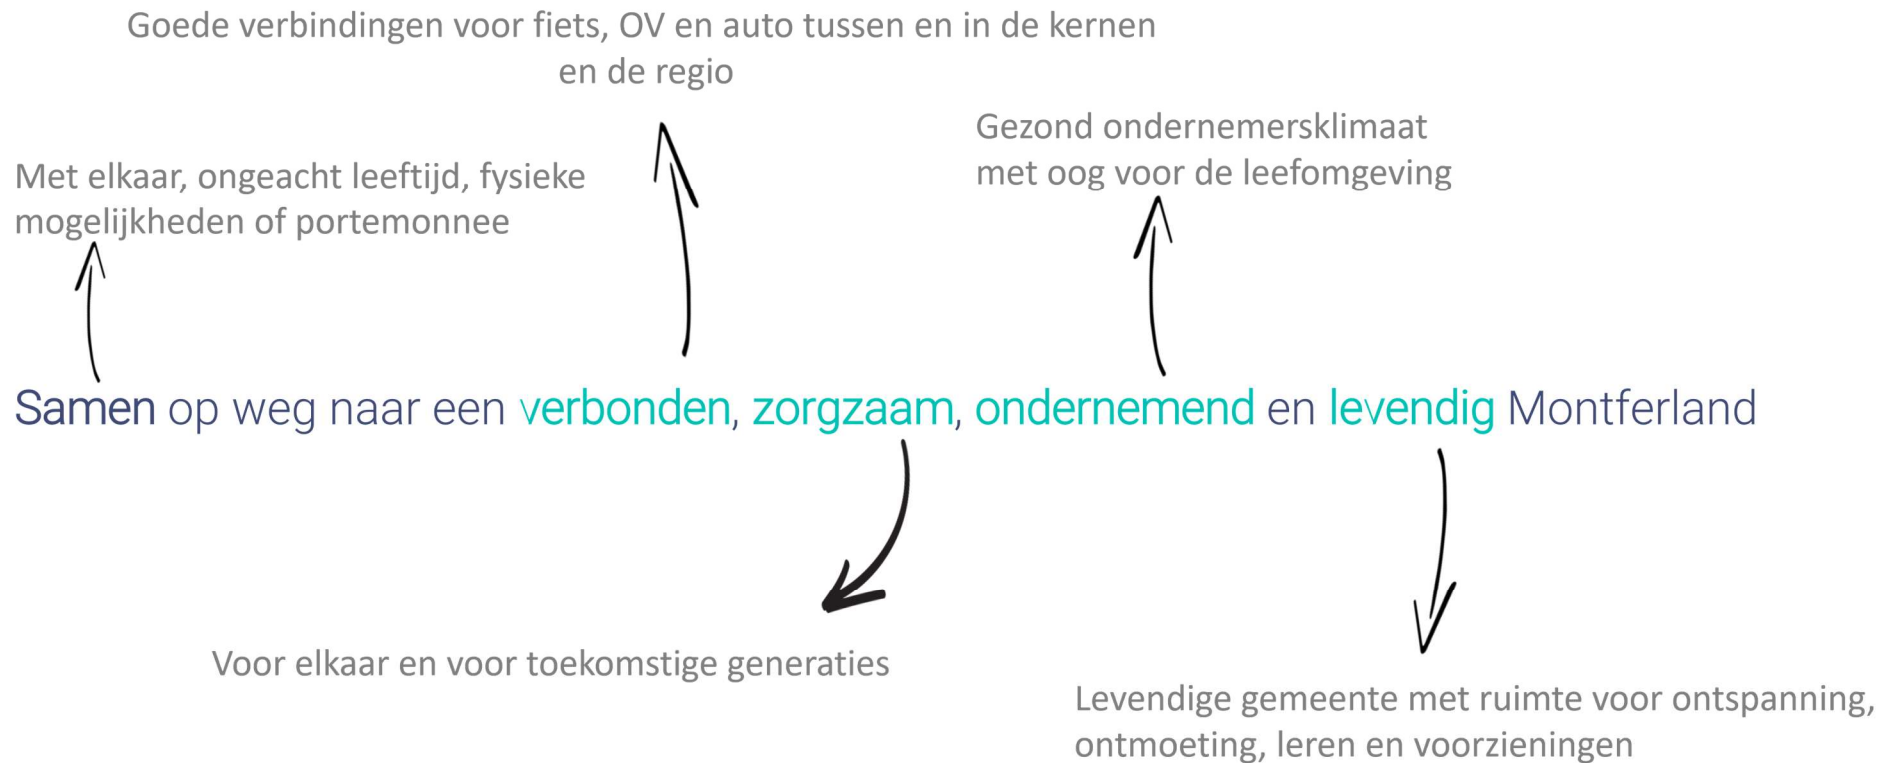 Goede verbindingen voor fiets, OV en auto tussen en in de kernen
en de regio
Gezond ondernemersklimaat
met oog voor de leefomgeving
Met elkaar, ongeacht leeftijd, fysieke
mogelijkheden of portemonnee
Samen op weg naar een verbonden, zorgzaam, ondernemend en levendig Montferland
Voor elkaar en voor toekomstige generaties
Levendige gemeente met ruimte voor ontspanning,
ontmoeting, leren en voorzieningen